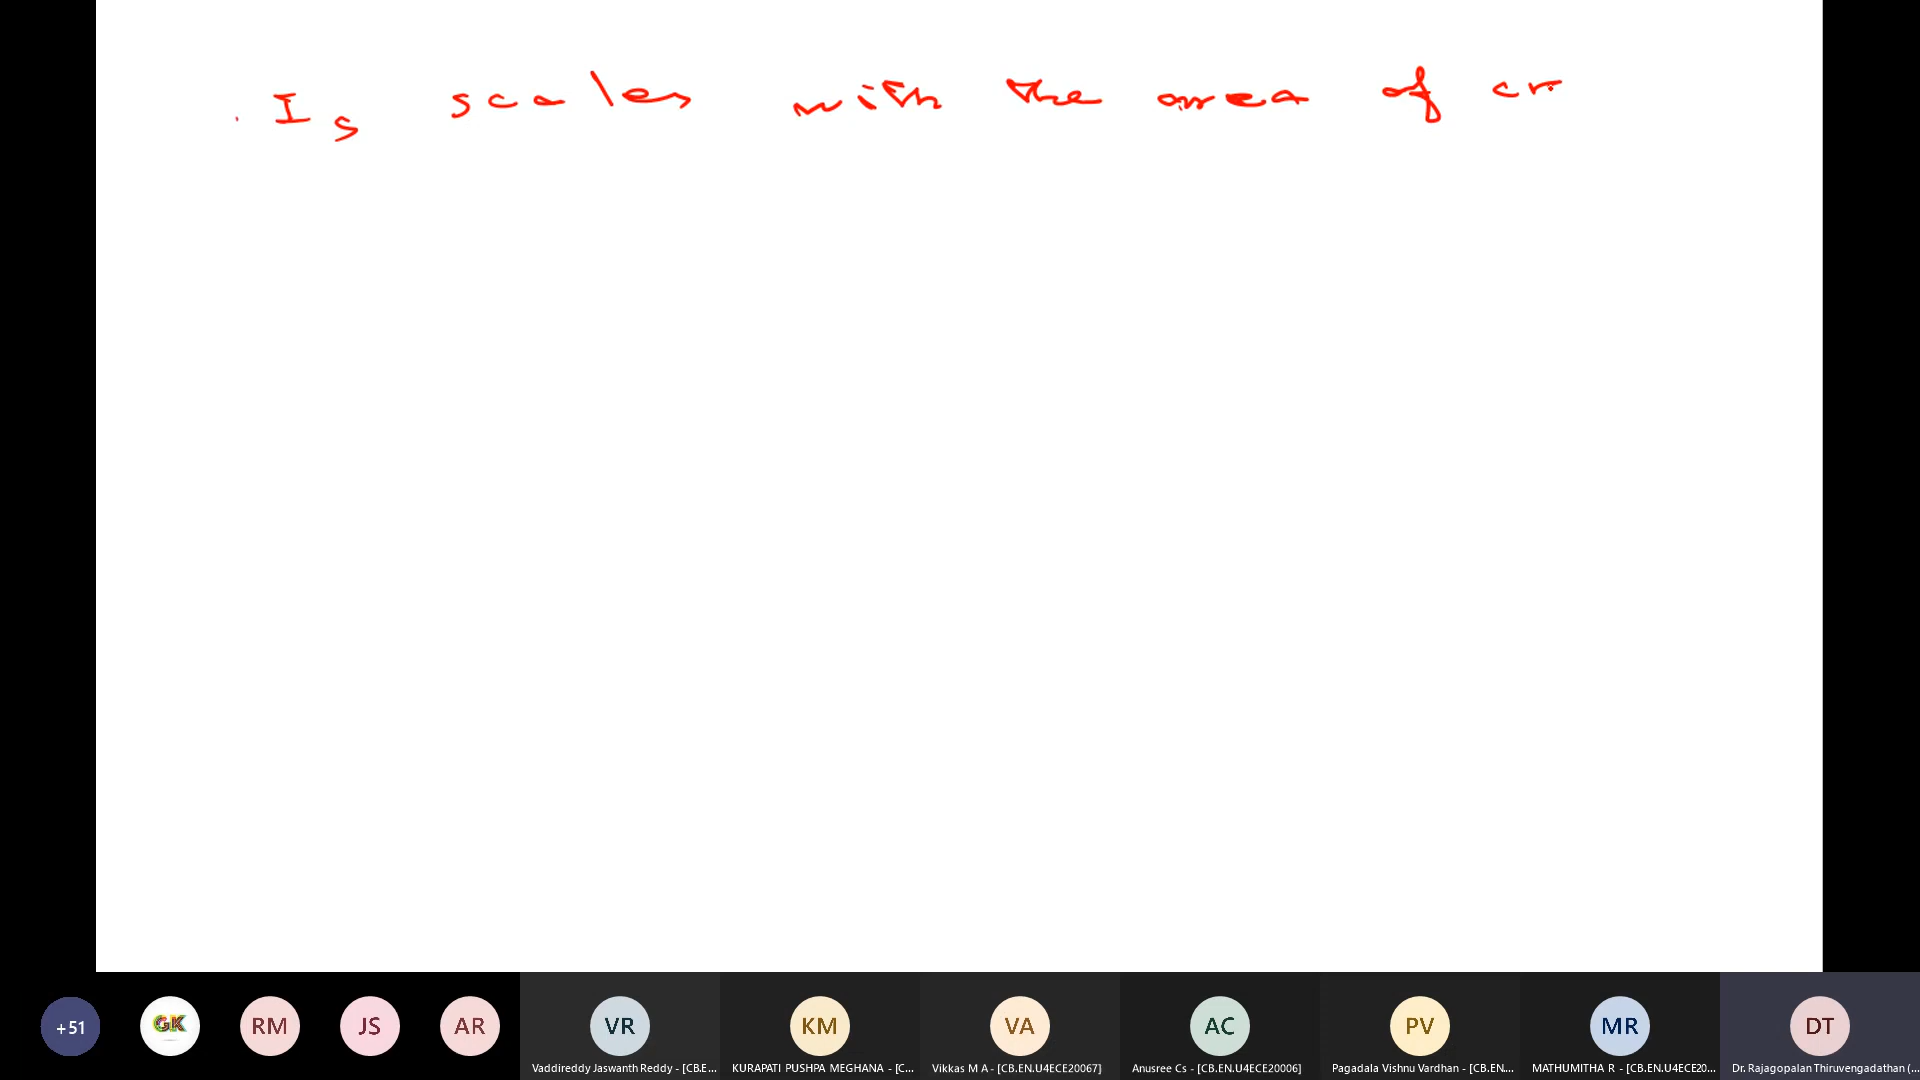 Is scales with the area of cr
+51 GK RM JS AR VR KM VA AC PV MR DT
Vaddireddy Jaswanth Reddy - [CB.E... KURAPATI PUSHPA MEGHANA - [C... Vikkas M A - [CB.EN.U4ECE20067] Anusree Cs - [CB.EN.U4ECE20006] Pagadala Vishnu Vardhan - [CB.EN.... MATHUMITHA R - [CB.EN.U4ECE20... Dr. Rajagopalan Thiruvengadathan (...